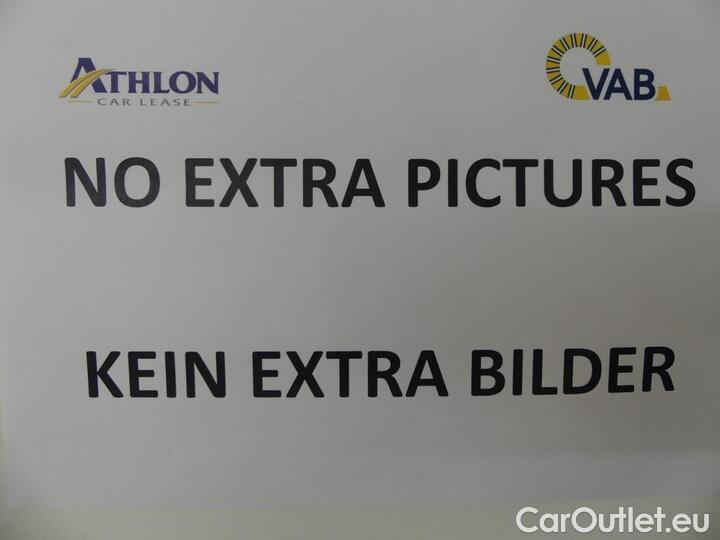 ATHLON
CAR LEASE
VAB
NO EXTRA PICTURES
KEIN EXTRA BILDER
CarOutlet.eu